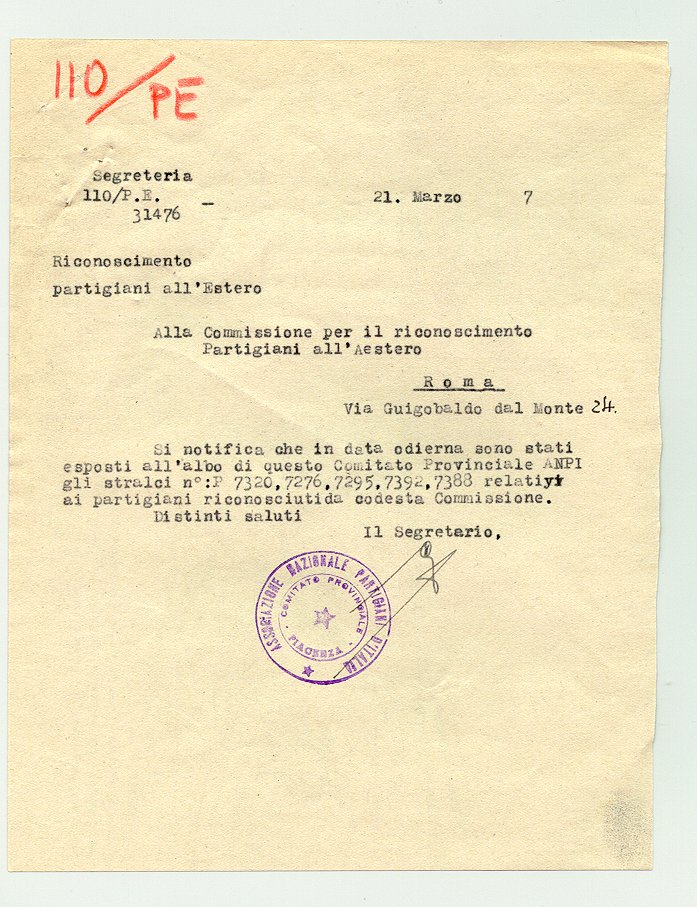 110/PE
Segreteria
110/P.E. _
31476
21. Marzo 7
Riconoscimento
partigiani all'Estero
Alla Commissione per il riconoscimento
Partigiani all'Aestero
Roma
Via Guigobaldo dal Monte 24.
Si notifica che in data odierna sono stati
esposti all'albo di questo Comitato Provinciale ANPI
gli stralci n°:P 7320,7276,7295,7392,7388 relativi
ai partigiani riconosciutida codesta Commissione.
Distinti saluti
Il Segretario,
ASSOCIAZIONE NAZIONALE PARTIGIANI D'ITALIA
COMITATO PROVINCIALE
PIACENZA